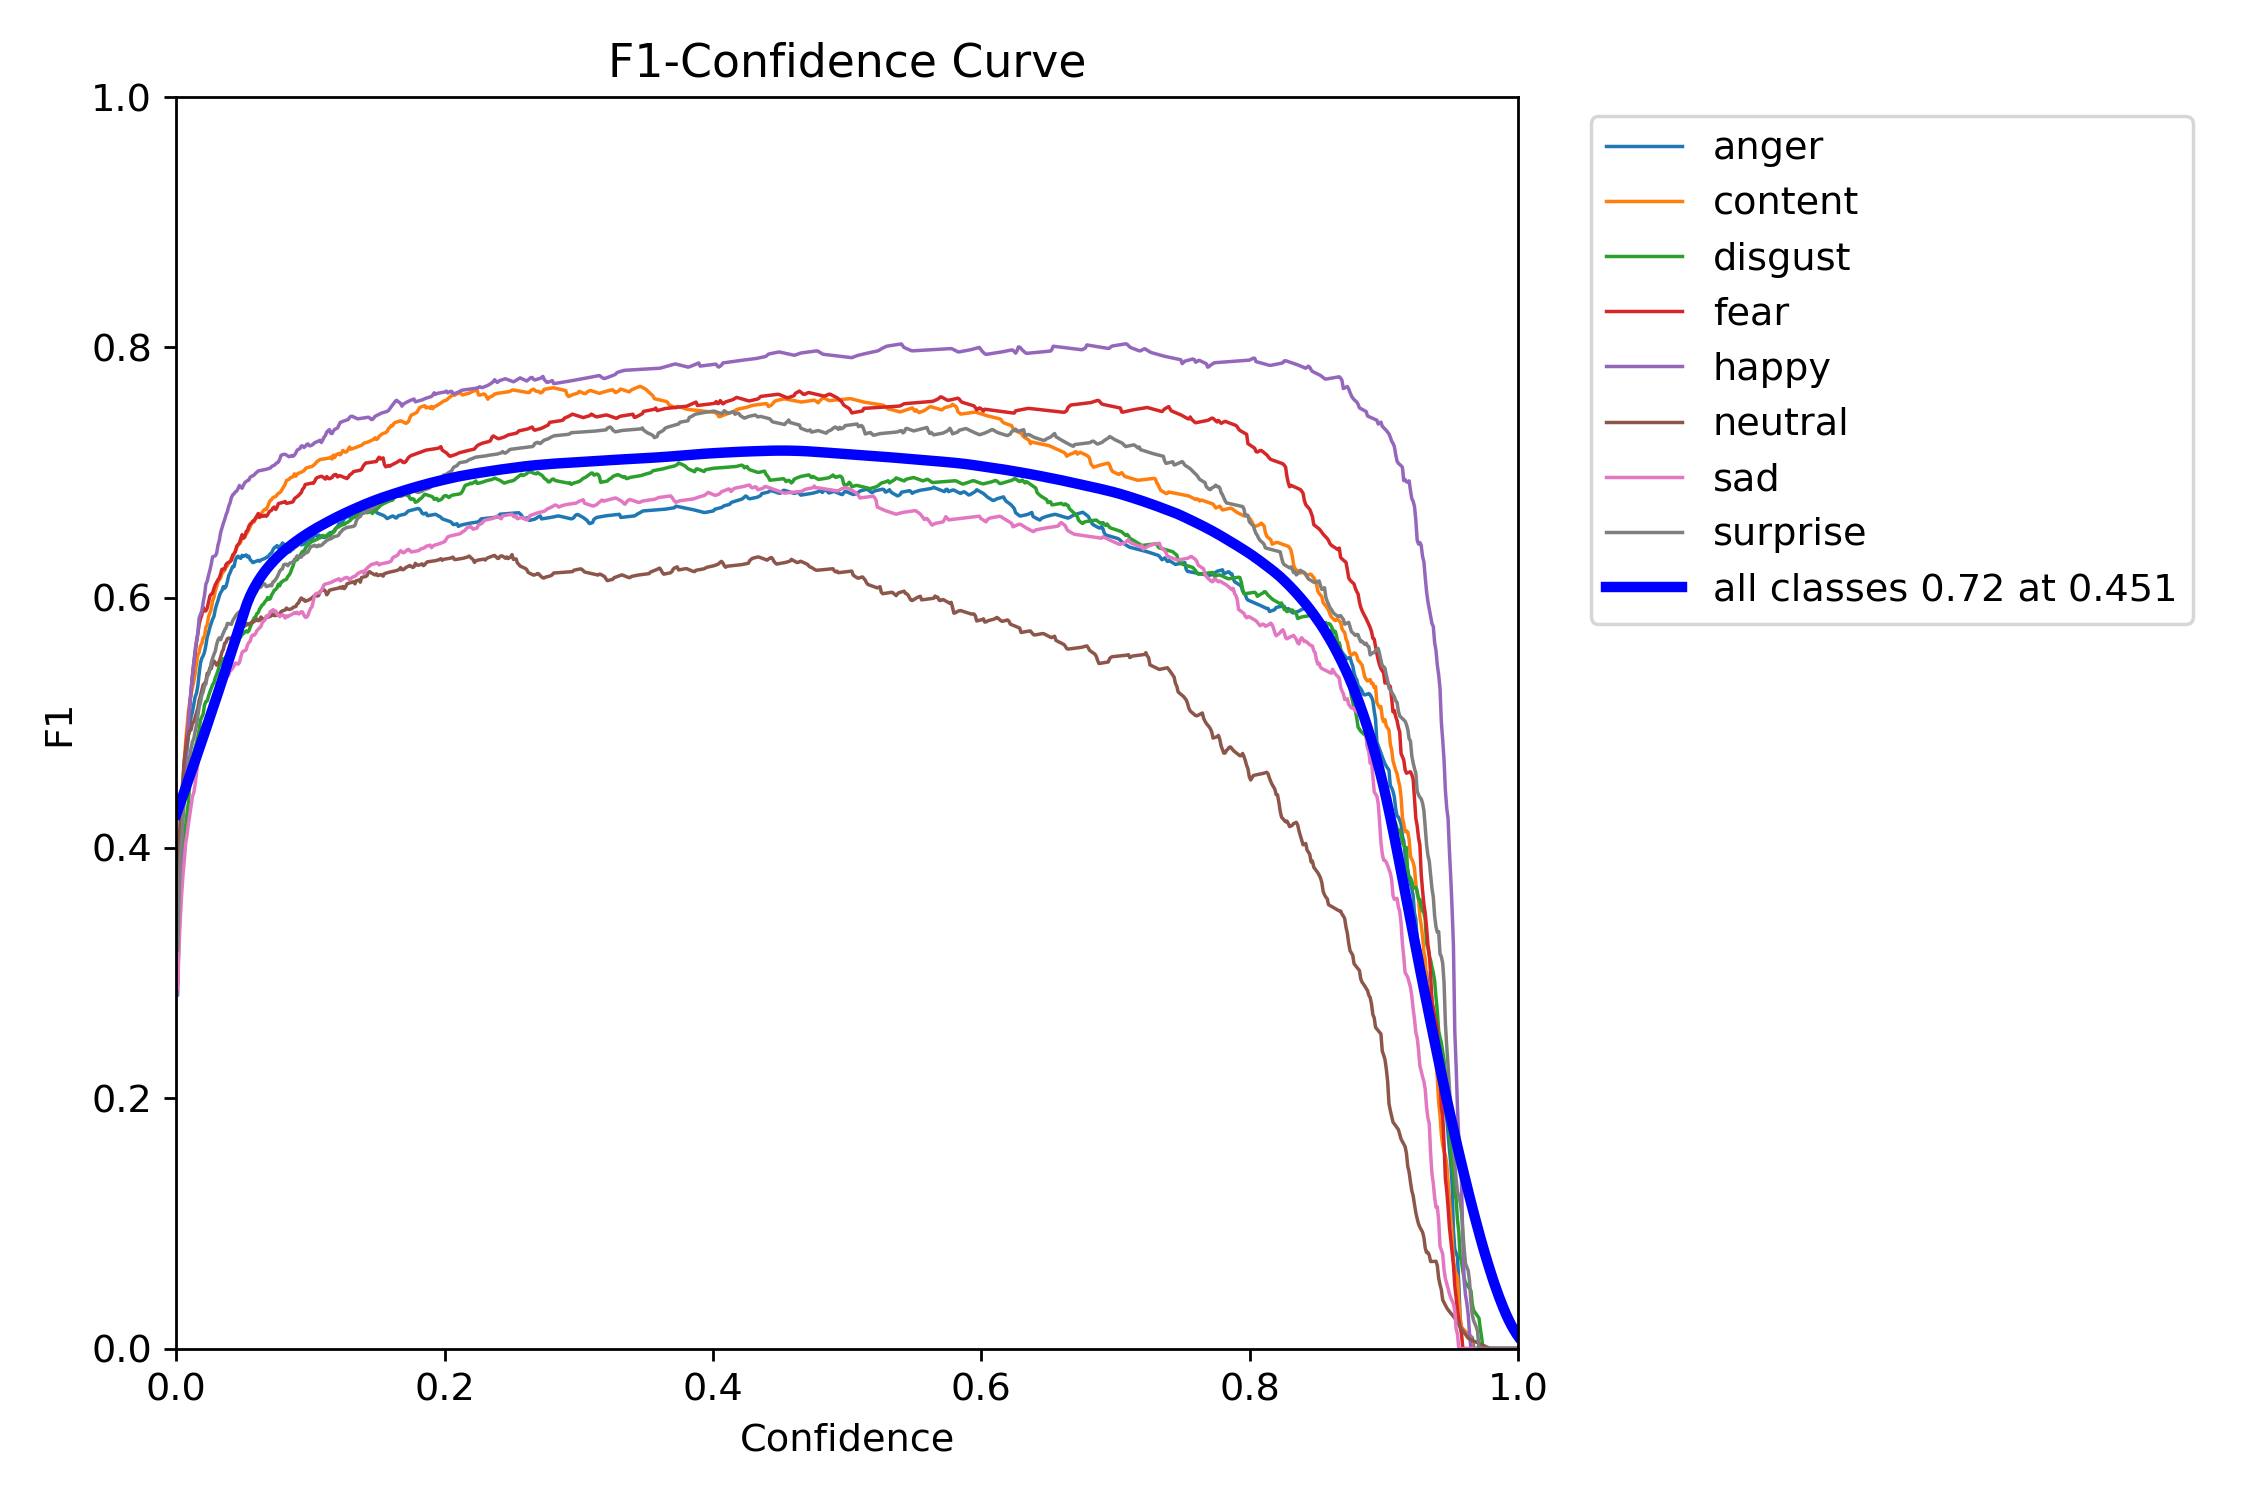 F1-Confidence Curve
1.0
0.8
0.6
0.4
0.2
0.0
F1
0.0 0.2 0.4 0.6 0.8 1.0
Confidence
anger
content
disgust
fear
happy
neutral
sad
surprise
all classes 0.72 at 0.451